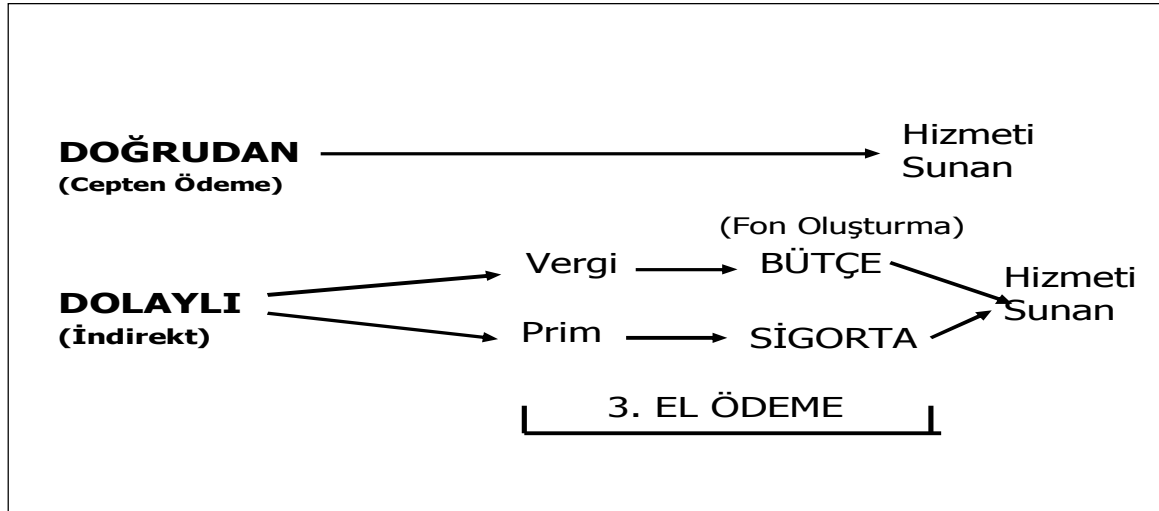 DOĞRUDAN
(Cepten Ödeme)
Hizmeti
Sunan
(Fon Oluşturma)
Vergi
BÜTÇE
Hizmeti
Sunan
DOLAYLI
(İndirekt)
Prim
SİGORTA
3. EL ÖDEME